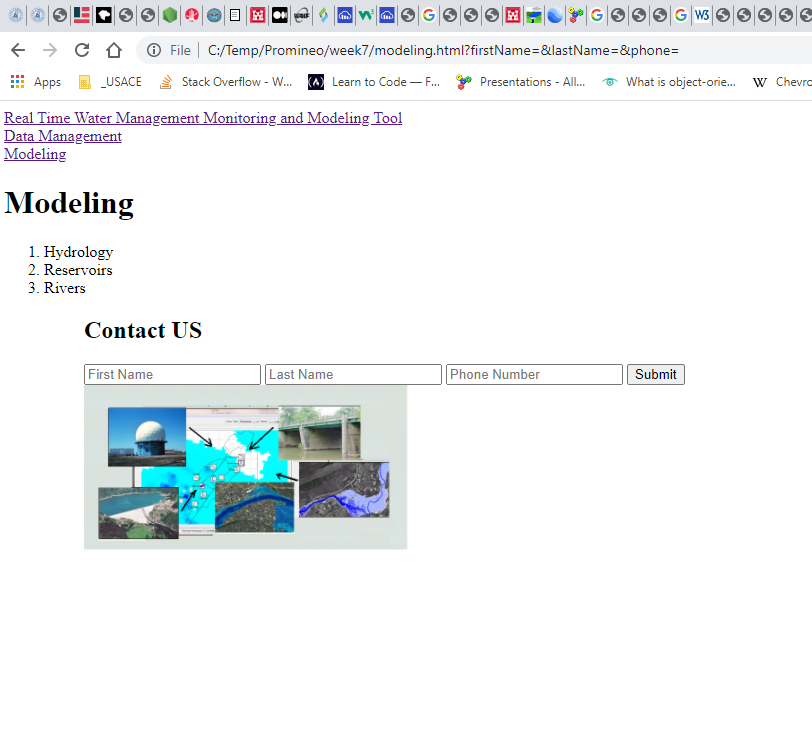 W3
File | C:/Temp/Promineo/week7/modeling.html?firstName=&lastName=&phone=
Apps _USACE Stack Overflow - W... Learn to Code — F... Presentations - All... What is object-orie... W Chevro
Real Time Water Management Monitoring and Modeling Tool
Data Management
Modeling
Modeling
1. Hydrology
2. Reservoirs
3. Rivers
Contact US
First Name Last Name Phone Number Submit